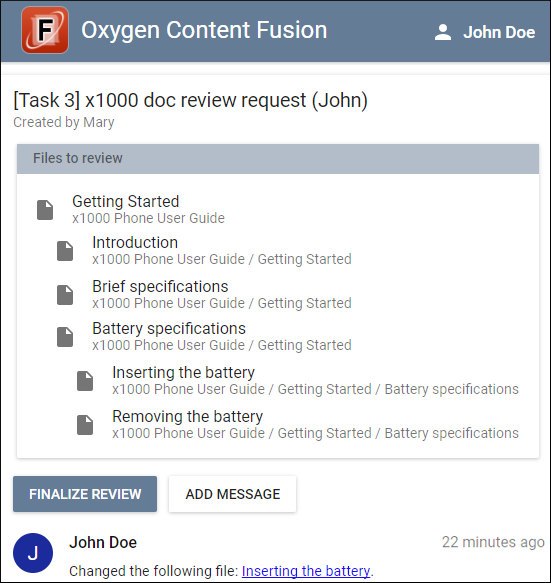 F Oxygen Content Fusion John Doe
[Task 3] x1000 doc review request (John)
Created by Mary
Files to review
Getting Started
x1000 Phone User Guide
Introduction
x1000 Phone User Guide / Getting Started
Brief specifications
x1000 Phone User Guide / Getting Started
Battery specifications
x1000 Phone User Guide / Getting Started
Inserting the battery
x1000 Phone User Guide / Getting Started / Battery specifications
Removing the battery
x1000 Phone User Guide / Getting Started / Battery specifications
FINALIZE REVIEW ADD MESSAGE
J John Doe 22 minutes ago
Changed the following file: Inserting the battery.